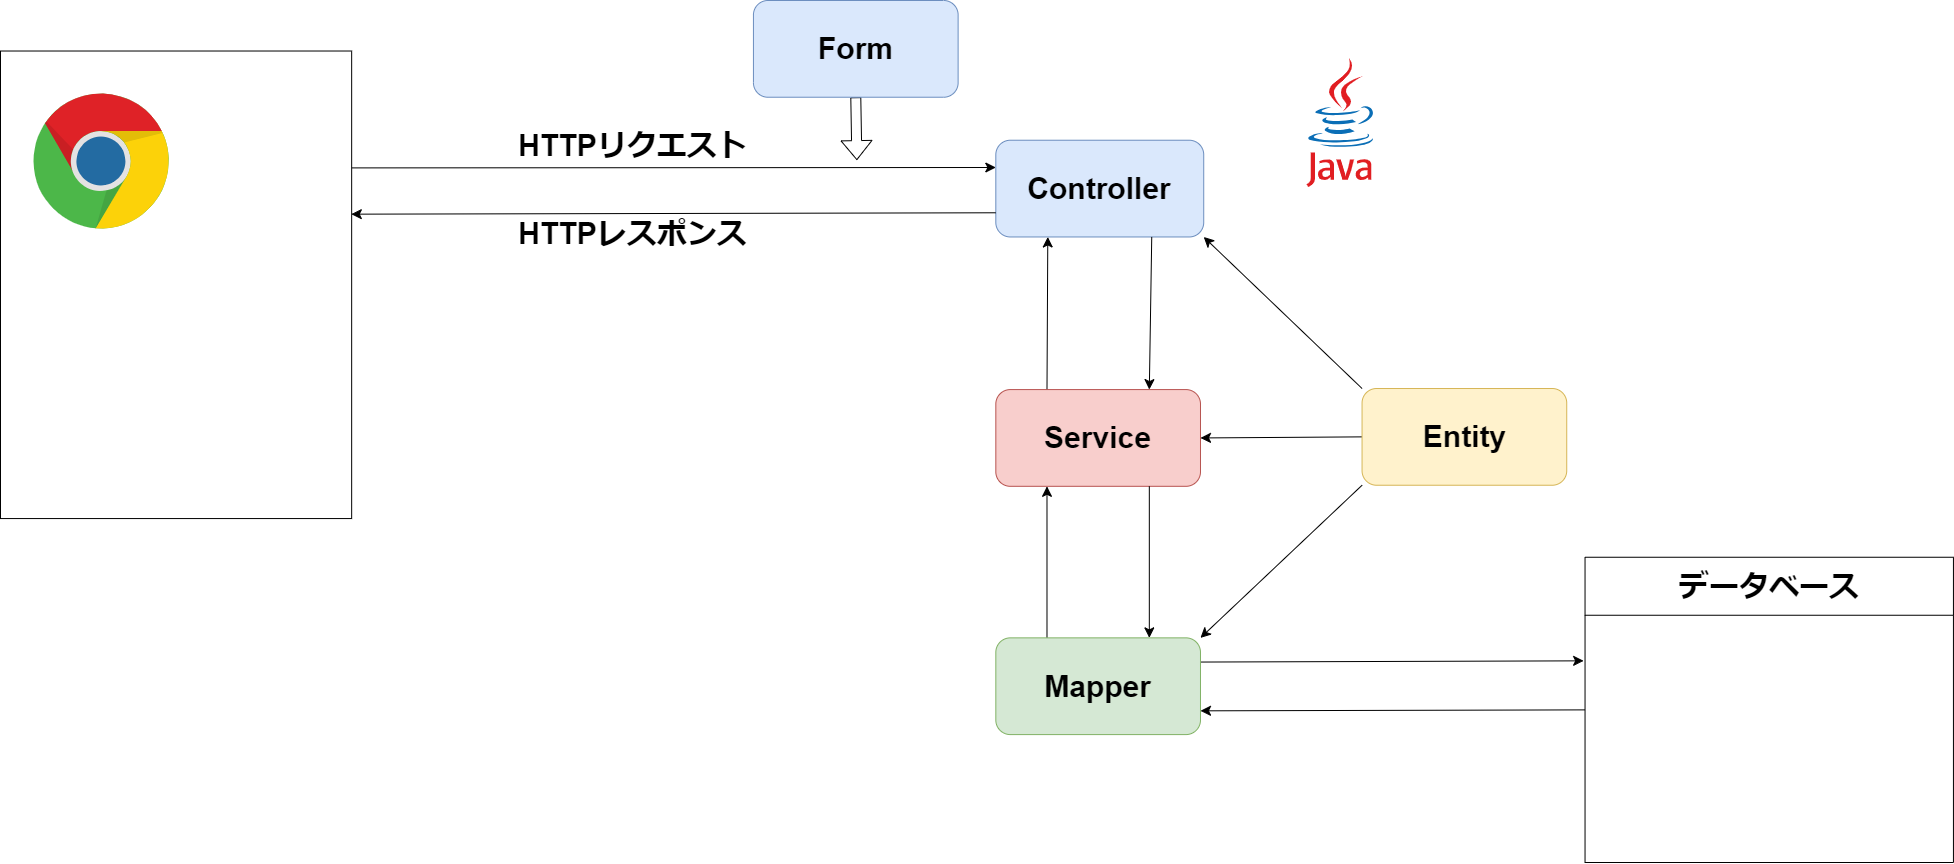 Form
HTTPリクエスト
Java
Controller
HTTPレスポンス
Service
Entity
データベース
Mapper